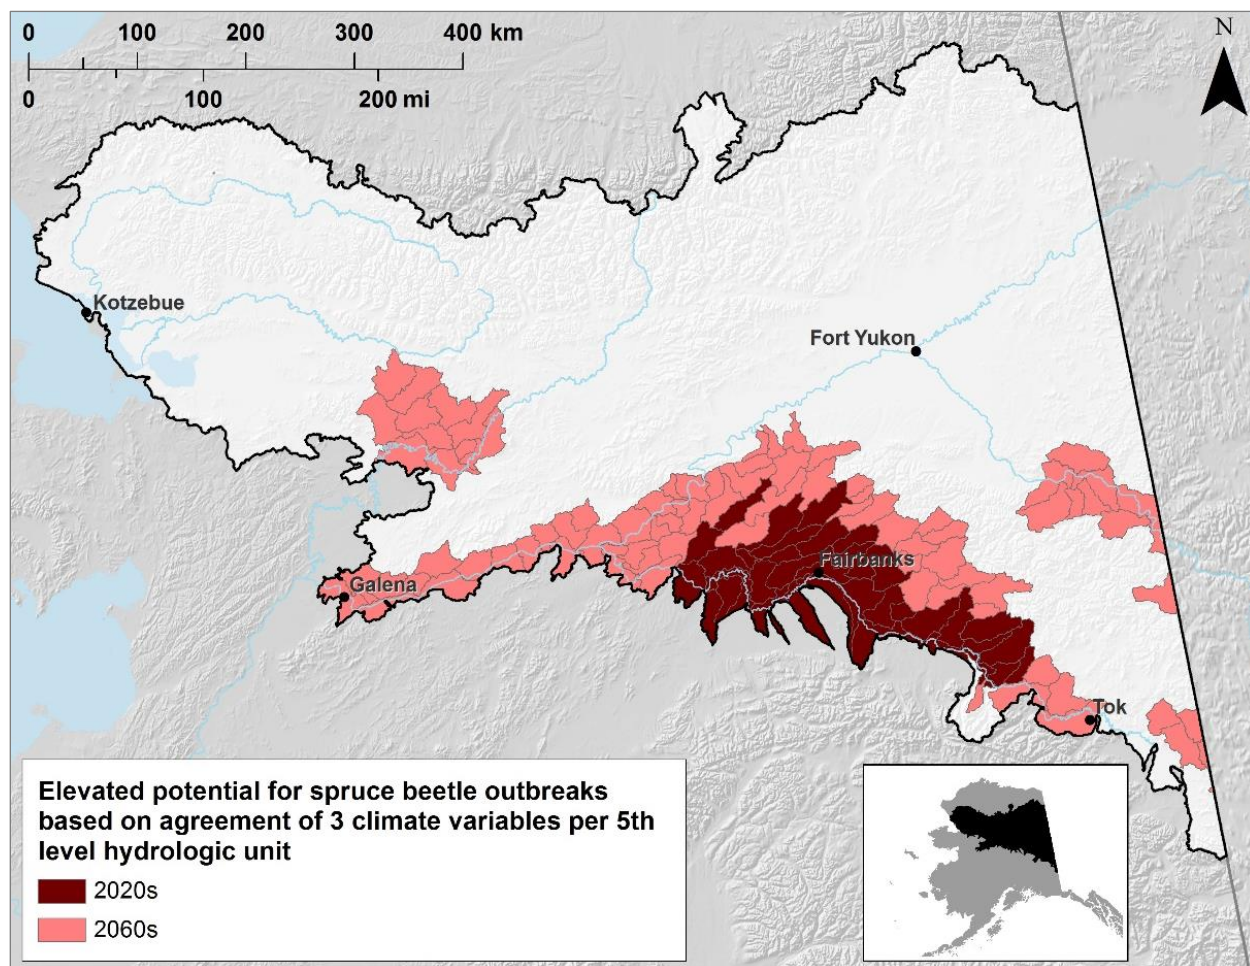 0 100 200 300 400 km
0 100 200 mi
N
Kotzebue
Fort Yukon
Fairbanks
Galena
Tok
Elevated potential for spruce beetle outbreaks
based on agreement of 3 climate variables per 5th
level hydrologic unit
2020s
2060s